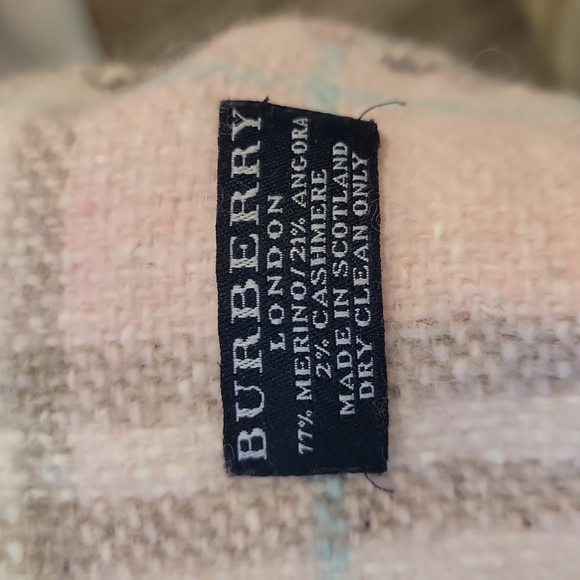 BURBERRY
LONDON
77% MERINO/21% ANGORA
2% CASHMERE
MADE IN SCOTLAND
DRY CLEAN ONLY